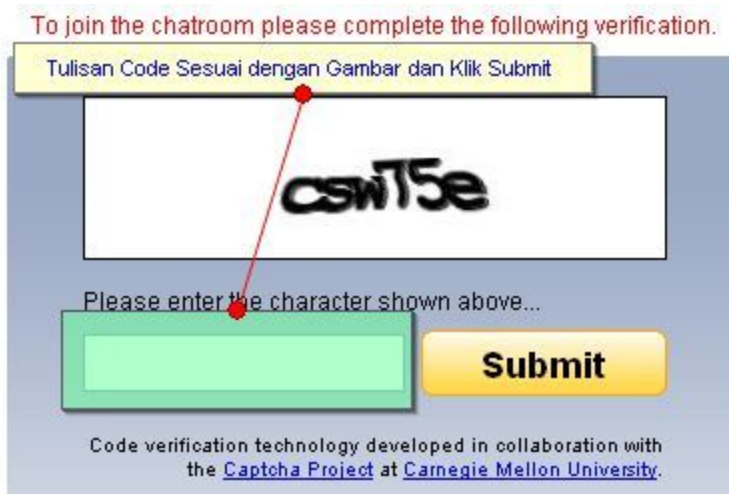 To join the chatroom please complete the following verification.
Tulisan Code Sesuai dengan Gambar dan Klik Submit
csw75e
Please enter the character shown above...
Submit
Code verification technology developed in collaboration with
the Captcha Project at Carnegie Mellon University.